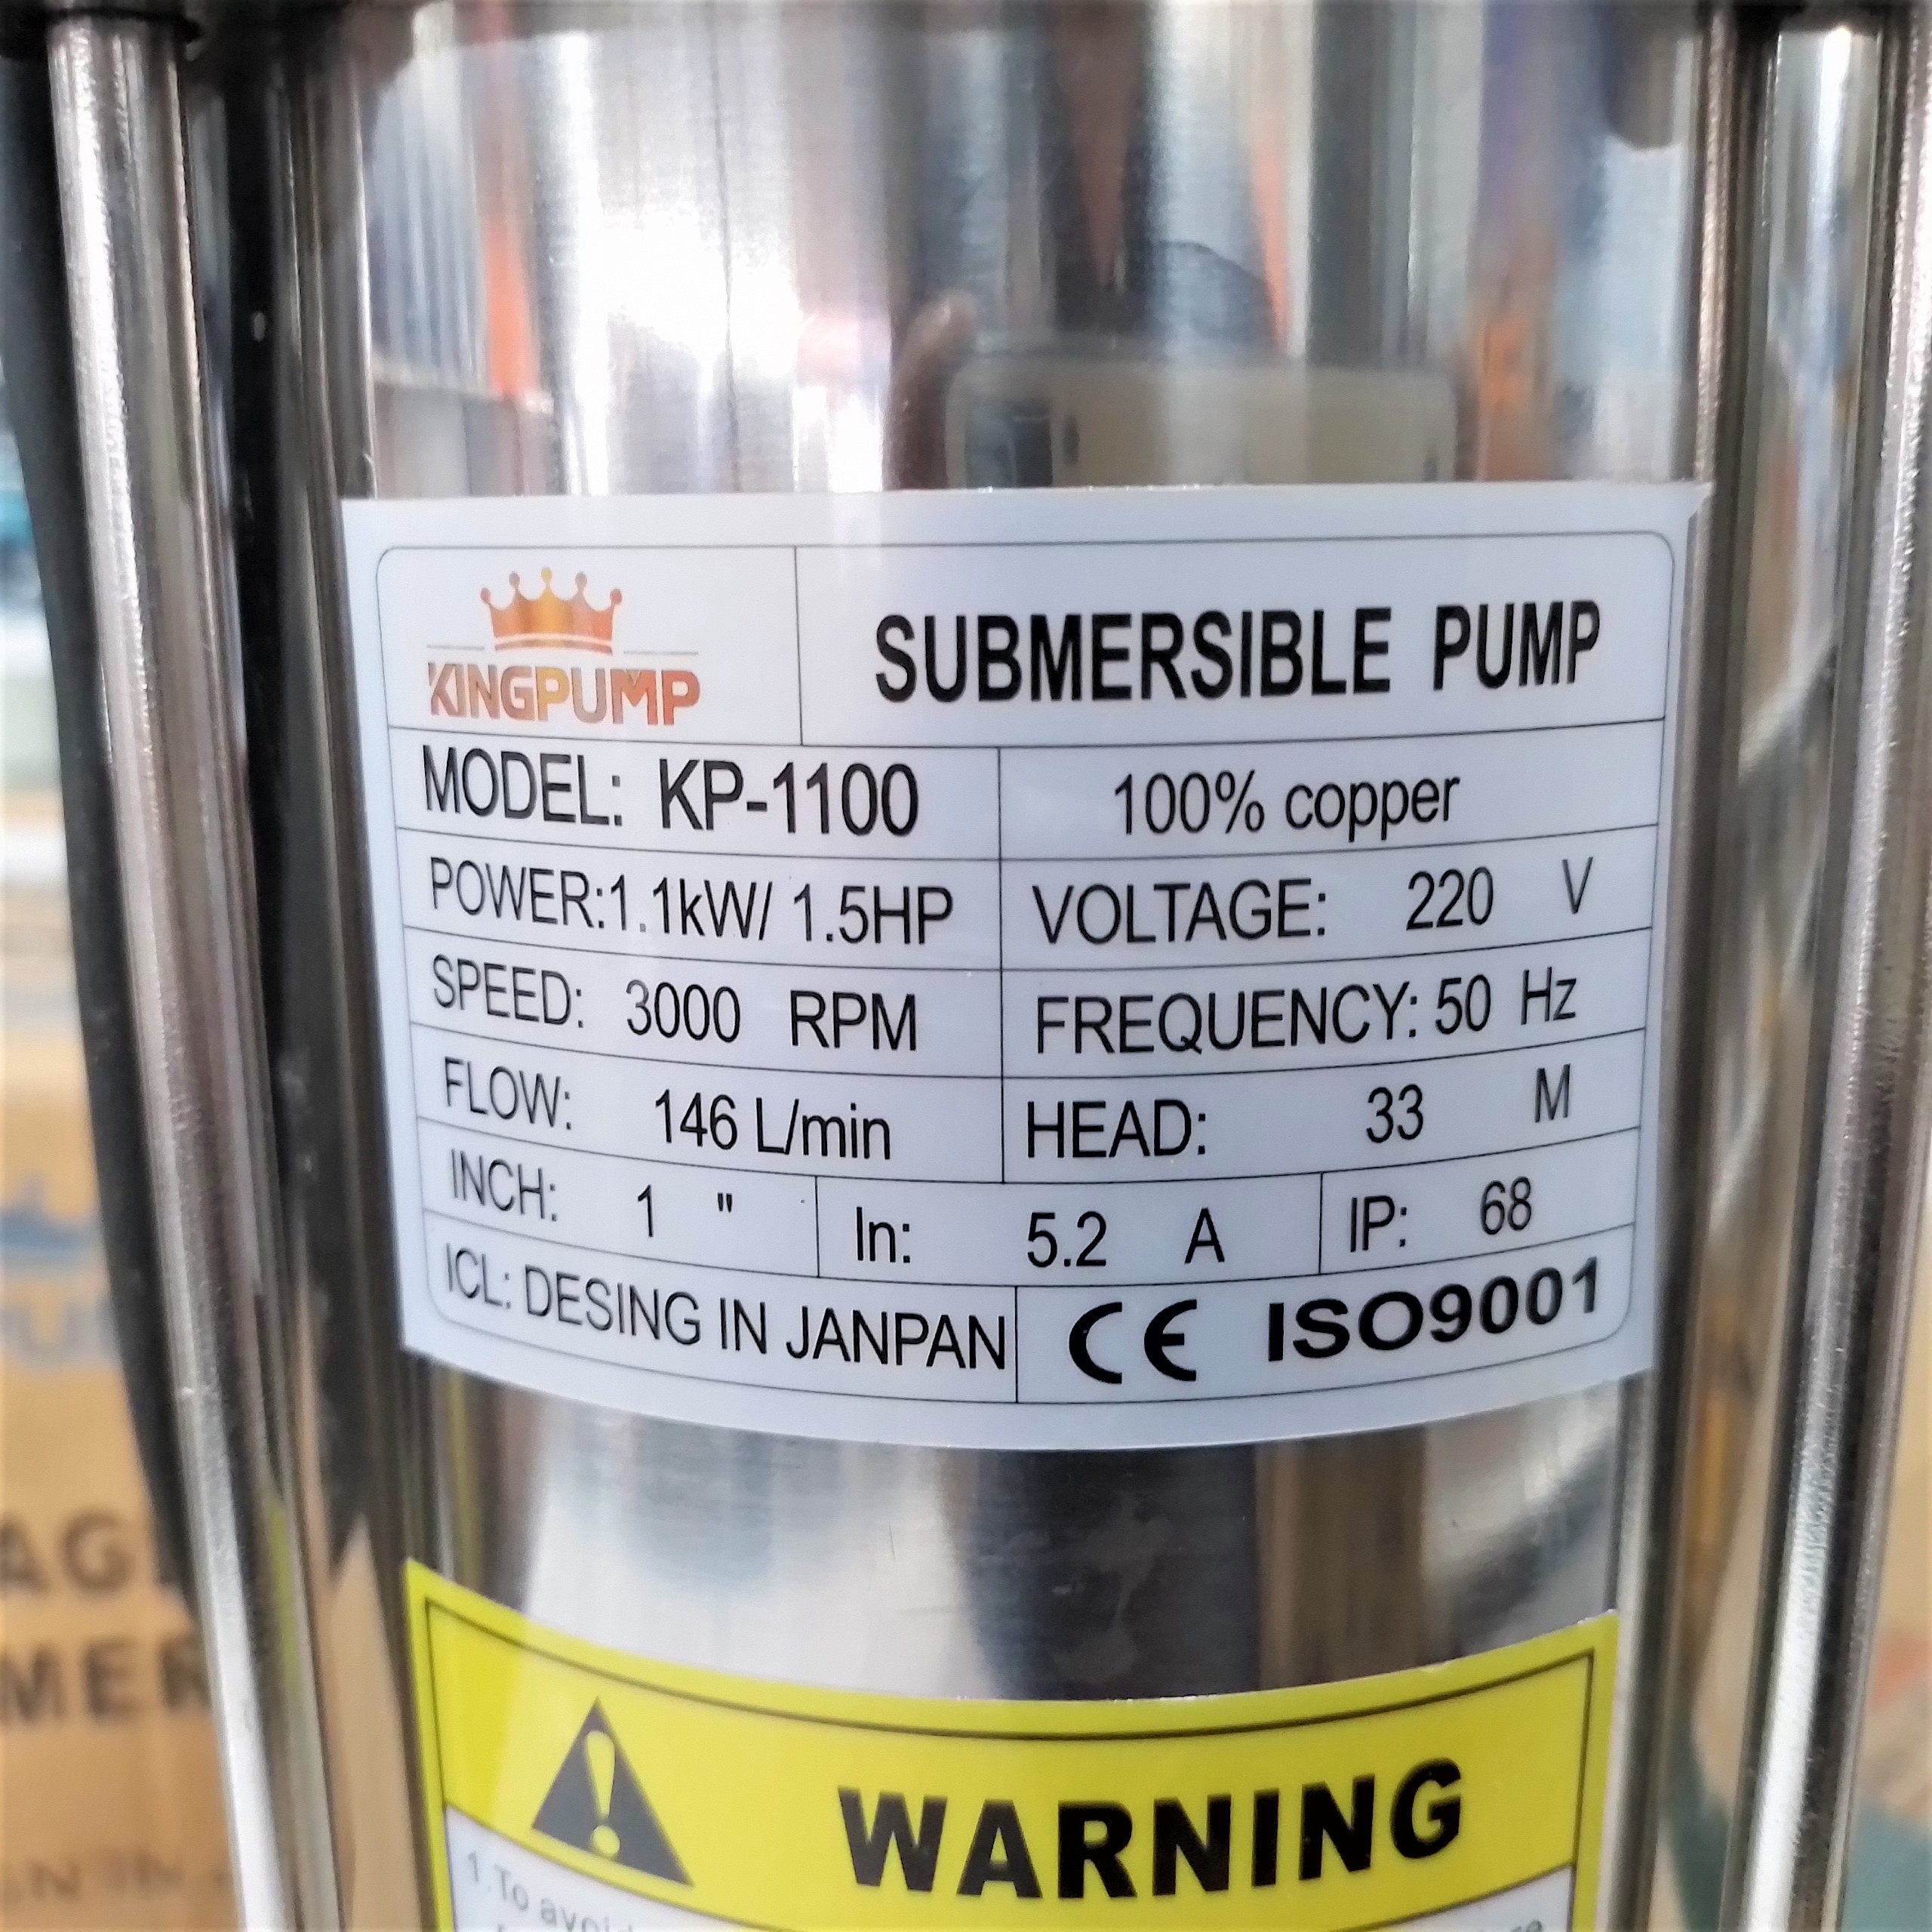 KINGPUMP
SUBMERSIBLE PUMP
MODEL: KP-1100
100% copper
POWER:1.1kW/ 1.5HP
VOLTAGE: 220 V
SPEED: 3000 RPM
FREQUENCY: 50 Hz
FLOW: 146 L/min
HEAD: 33 M
INCH: 1 "
In: 5.2 A
IP: 68
ICL: DESING IN JANPAN
CE ISO9001
WARNING
1.To